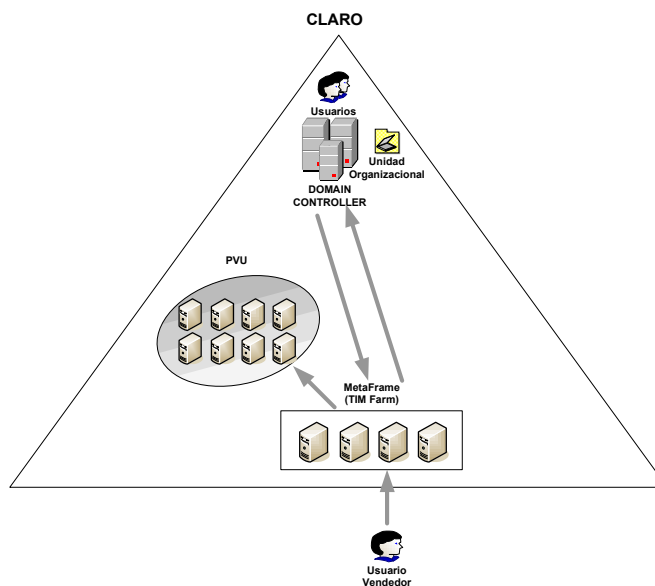 CLARO
Usuarios
Unidad
Organizacional
DOMAIN
CONTROLLER
PVU
MetaFrame
(TIM Farm)
Usuario
Vendedor